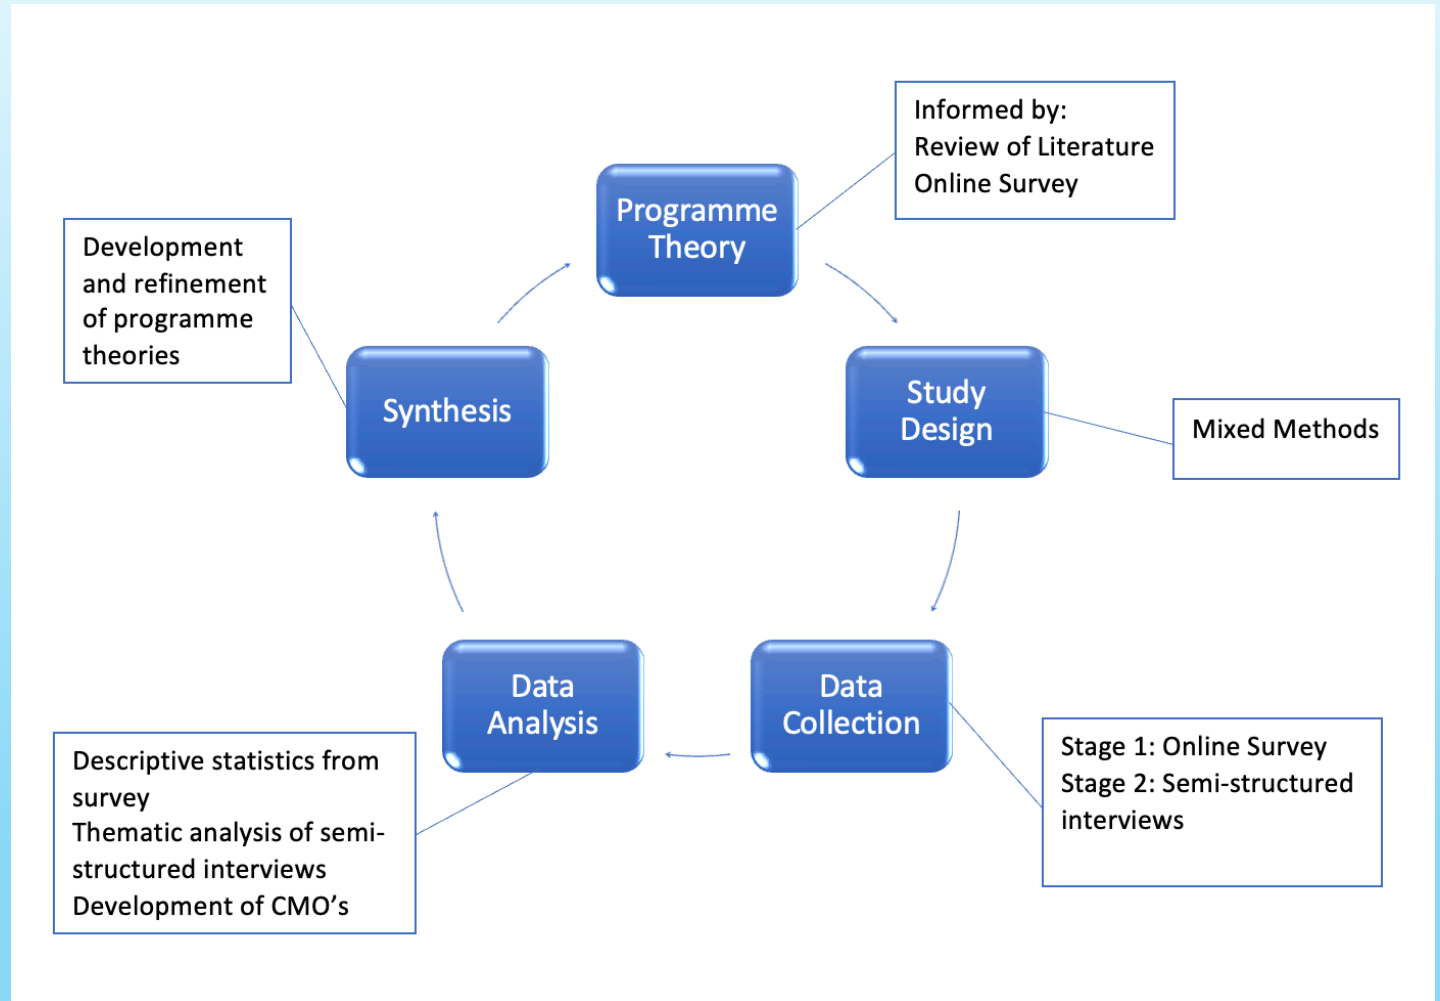 Informed by:
Review of Literature
Online Survey
Programme
Theory
Development
and refinement
of programme
theories
Synthesis
Study
Design
Mixed Methods
Data
Analysis
Data
Collection
Descriptive statistics from
survey
Thematic analysis of semi-
structured interviews
Development of CMO’s
Stage 1: Online Survey
Stage 2: Semi-structured
interviews